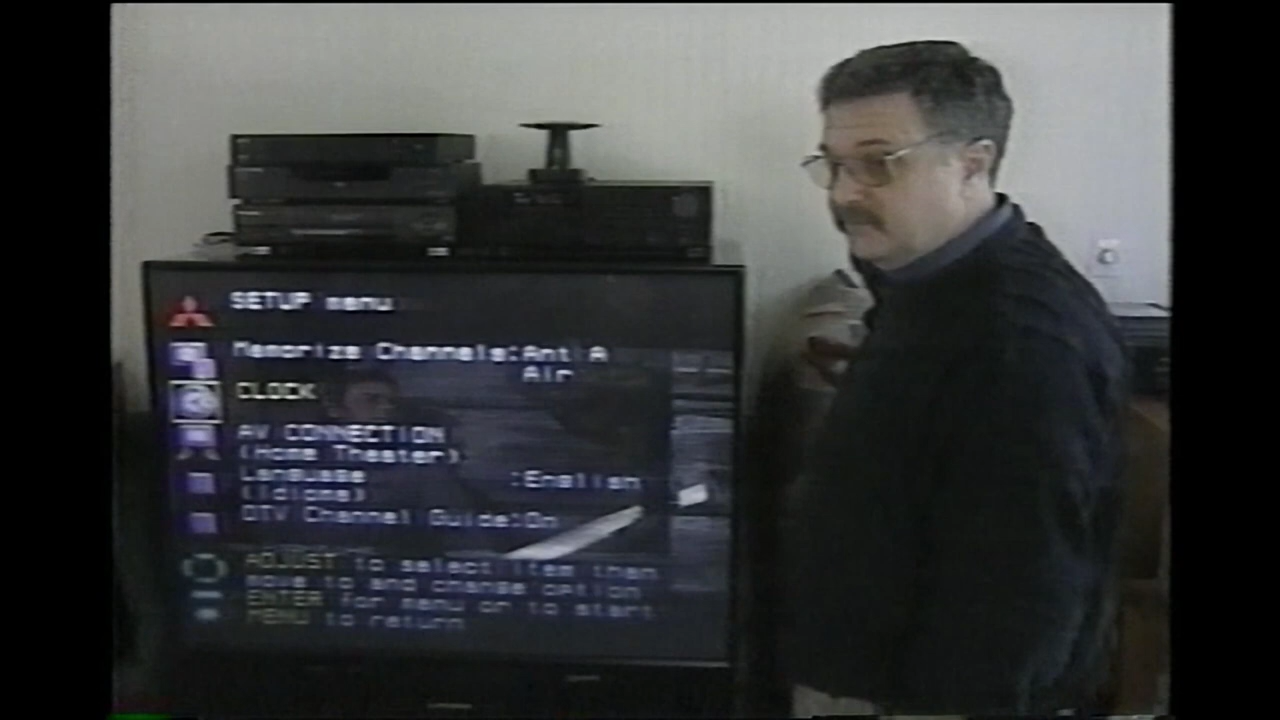 SETUP menu
Memorize Channels:Ant A
Air
CLOCK
AV CONNECTION
(Home Theater)
Language :English
(Idioma)
DTV Channel Guide:On
ADJUST to select item then
move to and change option
ENTER for menu or to start
MENU to return